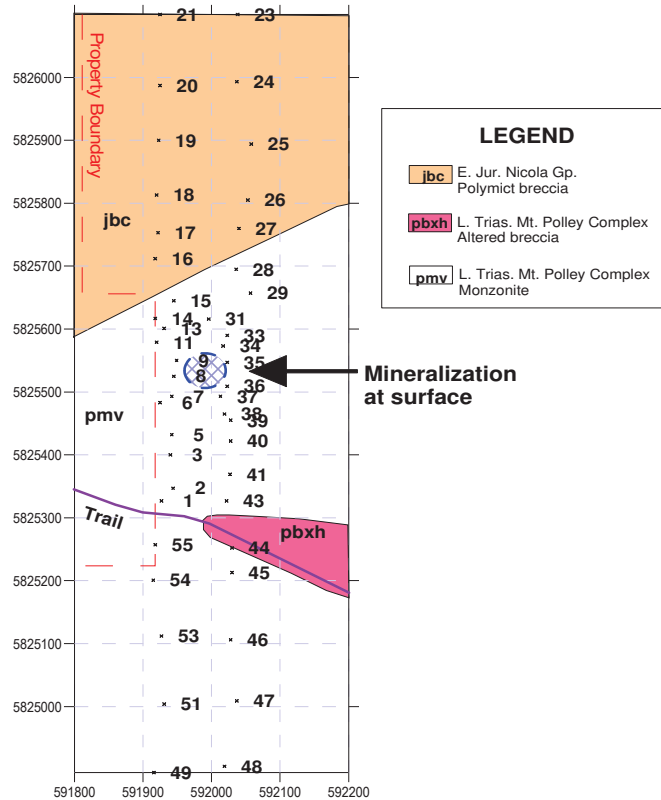 21 23
5826000
20 24
Property Boundary
5825900
19 25
LEGEND
jbc E. Jur. Nicola Gp.
Polymict breccia
pbxh L. Trias. Mt. Polley Complex
Altered breccia
pmv L. Trias. Mt. Polley Complex
Monzonite
18 26
5825800
jbc
17 27
16 28
5825700
15 29
14 31
13 33
5825600
11 34
9 35
8 36
Mineralization
at surface
5825500
7 37
6 38
pmv
39
5 40
3
5825400
41
2
1 43
5825300
Trail
pbxh
55 44
54 45
5825200
53 46
5825100
51 47
5825000
49 48
591800 591900 592000 592100 592200